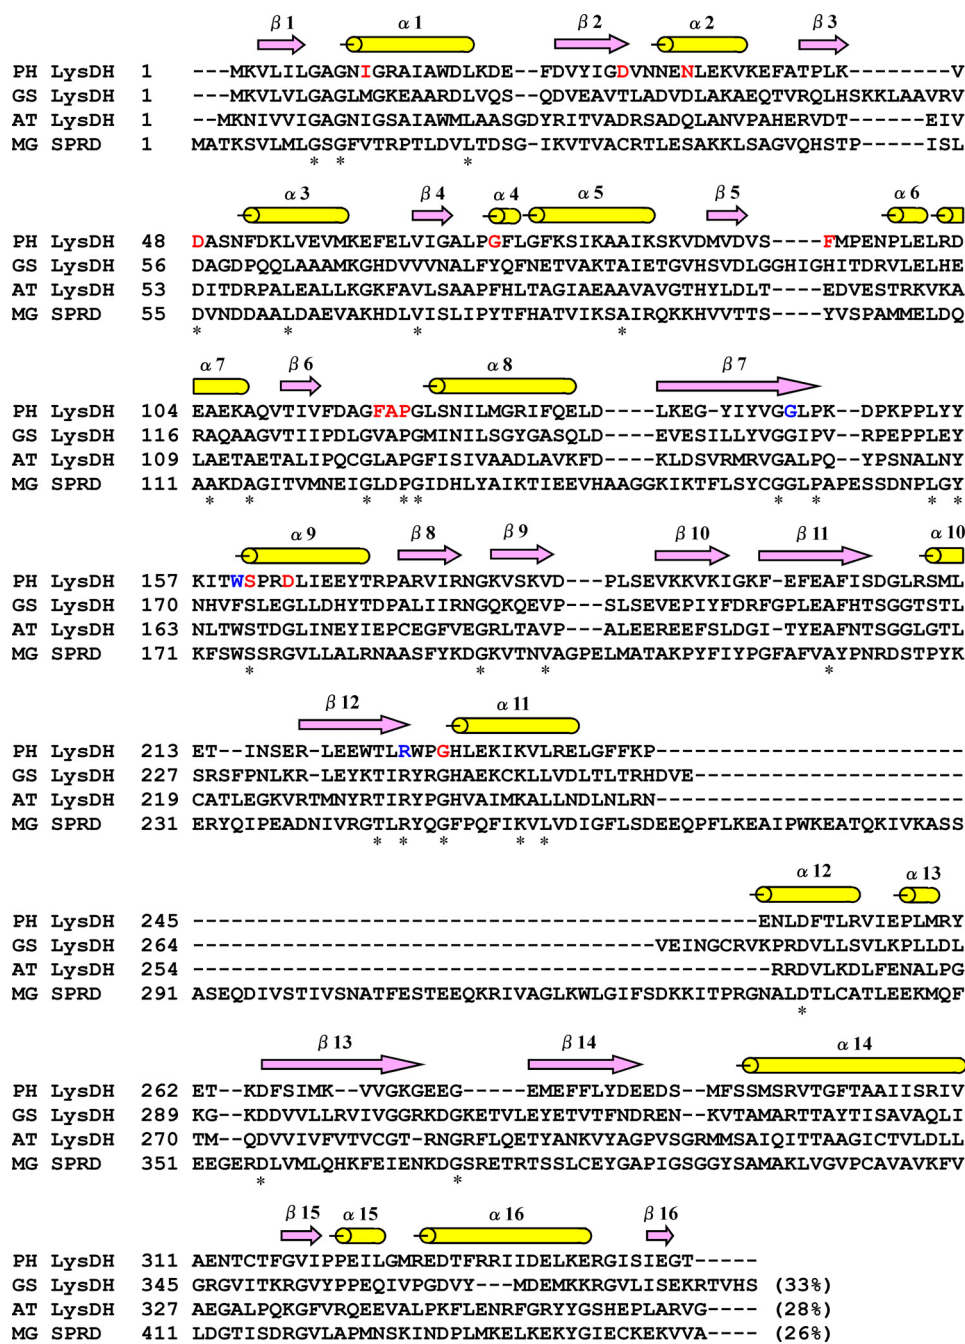 β1 α1 β2 α2 β3
PH LysDH 1 ---MKVLILGAGNIGRAIAWDLKDE--FDVYIGDVNNENLEKVKEFATPLK--------V
GS LysDH 1 ---MKVLVLGAGLMGKEAARDLVQS--QDVEAVTLADVDLAKAEQTVRQLHSKKLAAVRV
AT LysDH 1 --MKNIVVIGAGNIGSAIAWMLAASGDYRITVADRSADQLANVPAHERVDT------EIV
MG SPRD 1 MATKSVLMLGSGFVTRPTLDVLTDSG-IKVTVACRTLESAKKLSAGVQHSTP-----ISL
* * *
α3 β4 α4 α5 β5 α6
PH LysDH 48 DASNFDKLVEVMKEFELVIGALPGFLGFKSIKAAIKSKVDMVDVS----FMPENPLELRD
GS LysDH 56 DAGDPQQLAAAMKGHDVVVNALFYQFNETVAKTAIETGVHSVDLGGHIGHITDRVLELHE
AT LysDH 53 DITDRPALEALLKGKFAVLSAAPFHLTAGIAEAAVAVGTHYLDLT----EDVESTRKVKA
MG SPRD 55 DVNDDAALDAEVAKHDLVISLIPYTFHATVIKSAIRQKKHVVTTS----YVSPAMMELDQ
* * * *
α7 β6 α8 β7
PH LysDH 104 EAEKAQVTIVFDAGFAPGLSNILMGRIFQELD----LKEG-YIYVGGLPK--DPKPPLYY
GS LysDH 116 RAQAAGVTIIPDLGVAPGMINILSGYGASQLD----EVESILLYVGGIPV--RPEPPLEY
AT LysDH 109 LAETAETALIPQCGLAPGFISIVAADLAVKFD----KLDSVRMRVGALPQ--YPSNALNY
MG SPRD 111 AAKDAGITVMNEIGLDPGIDHLYAIKTIEEVHAAGGKIKTFLSYCGGLPAPESSDNPLGY
* * * * * * * * *
α9 β8 β9 β10 β11 α10
PH LysDH 157 KITWSPRDLIEEYTRPARVIRNGKVSKVD---PLSEVKKVKIGKF-EFEAFISDGLRSML
GS LysDH 170 NHVFSLEGLLDHYTDPALIIRNGQKQEVP---SLSEVEPIYFDRFGPLEAFHTSGGTSTL
AT LysDH 163 NLTWSTDGLINEYIEPCEGFVEGRLTAVP---ALEEREEFSLDGI-TYEAFNTSGGLGTL
MG SPRD 171 KFSWSSRGVLLALRNAASFYKDGKVTNVAGPELMATAKPYFIYPGFAFVAYPNRDSTPYK
* * * *
β12 α11
PH LysDH 213 ET--INSER-LEEWTLRWPGHLEKIKVLRELGFFKP------------------------
GS LysDH 227 SRSFPNLKR-LEYKTIRYRGHAEKCKLLVDLTLTRHDVE---------------------
AT LysDH 219 CATLEGKVRTMNYRTIRYPGHVAIMKALLNDLNLRN------------------------
MG SPRD 231 ERYQIPEADNIVRGTLRYQGFPQFIKVLVDIGFLSDEEQPFLKEAIPWKEATQKIVKASS
* * * * *
α12 α13
PH LysDH 245 --------------------------------------------ENLDFTLRVIEPLMRY
GS LysDH 264 ------------------------------------VEINGCRVKPRDVLLSVLKPLLDL
AT LysDH 254 ---------------------------------------------RRDVLKDLFENALPG
MG SPRD 291 ASEQDIVSTIVSNATFESTEEQKRIVAGLKWLGIFSDKKITPRGNALDTLCATLEEKMQF
*
β13 β14 α14
PH LysDH 262 ET--KDFSIMK--VVGKGEEG-----EMEFFLYDEEDS--MFSSMSRVTGFTAAIISRIV
GS LysDH 289 KG--KDDVVLLRVIVGGRKDGKETVLEYETVTFNDREN--KVTAMARTTAYTISAVAQLI
AT LysDH 270 TM--QDVVIVFVTVCGT-RNGRFLQETYANKVYAGPVSGRMMSAIQITTAAGICTVLDLL
MG SPRD 351 EEGERDLVMLQHKFEIENKDGSRETRTSSLCEYGAPIGSGGYSAMAKLVGVPCAVAVKFV
* *
β15 α15 α16 β16
PH LysDH 311 AENTCTFGVIPPEILGMREDTFRRIIDELKERGISIEGT-----
GS LysDH 345 GRGVITKRGVYPPEQIVPGDVY---MDEMKKRGVLISEKRTVHS (33%)
AT LysDH 327 AEGALPQKGFVRQEEVALPKFLENRFGRYYGSHEPLARVG---- (28%)
MG SPRD 411 LDGTISDRGVLAPMNSKINDPLMKELKEKYGIECKEKVVA---- (26%)